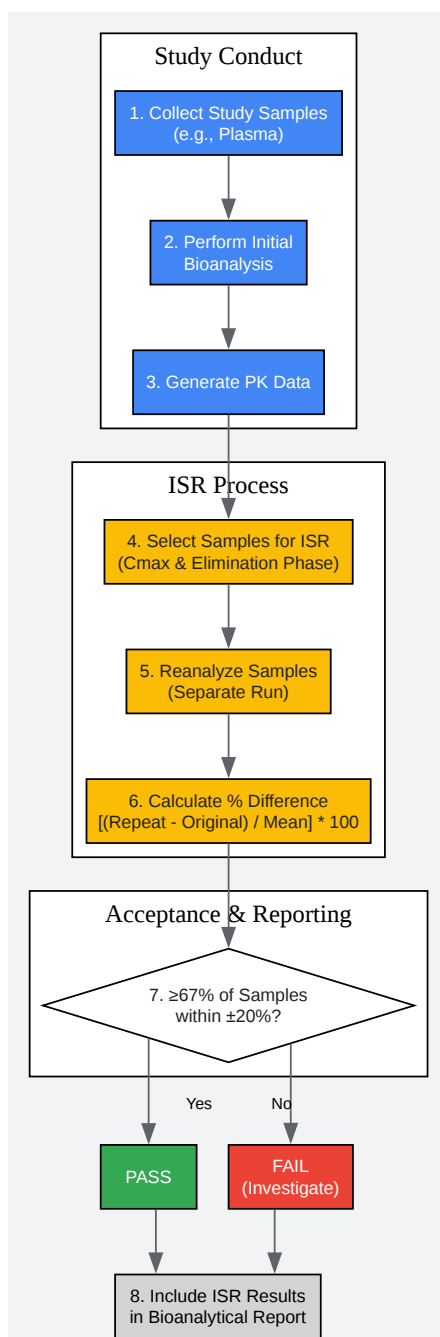 Study Conduct
1. Collect Study Samples
(e.g., Plasma)
2. Perform Initial
Bioanalysis
3. Generate PK Data
ISR Process
4. Select Samples for ISR
(Cmax & Elimination Phase)
5. Reanalyze Samples
(Separate Run)
6. Calculate % Difference
[(Repeat - Original) / Mean] * 100
Acceptance & Reporting
7. ≥67% of Samples
within ±20%?
Yes
No
PASS
FAIL
(Investigate)
8. Include ISR Results
in Bioanalytical Report